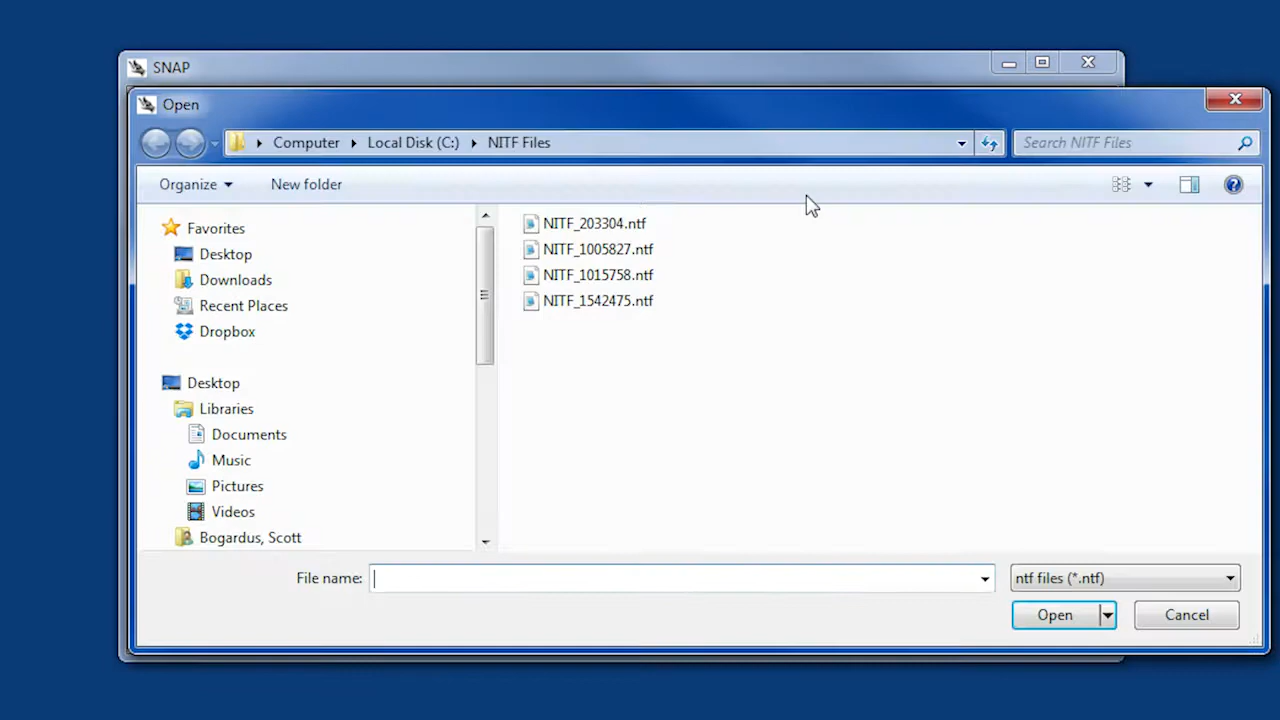 SNAP
Open
Computer Local Disk (C:) NITF Files
Search NITF Files
Organize
New folder
Favorites
Desktop
Downloads
Recent Places
Dropbox
Desktop
Libraries
Documents
Music
Pictures
Videos
Bogardus, Scott
NITF_203304.ntf
NITF_1005827.ntf
NITF_1015758.ntf
NITF_1542475.ntf
File name:
ntf files (*.ntf)
Open
Cancel